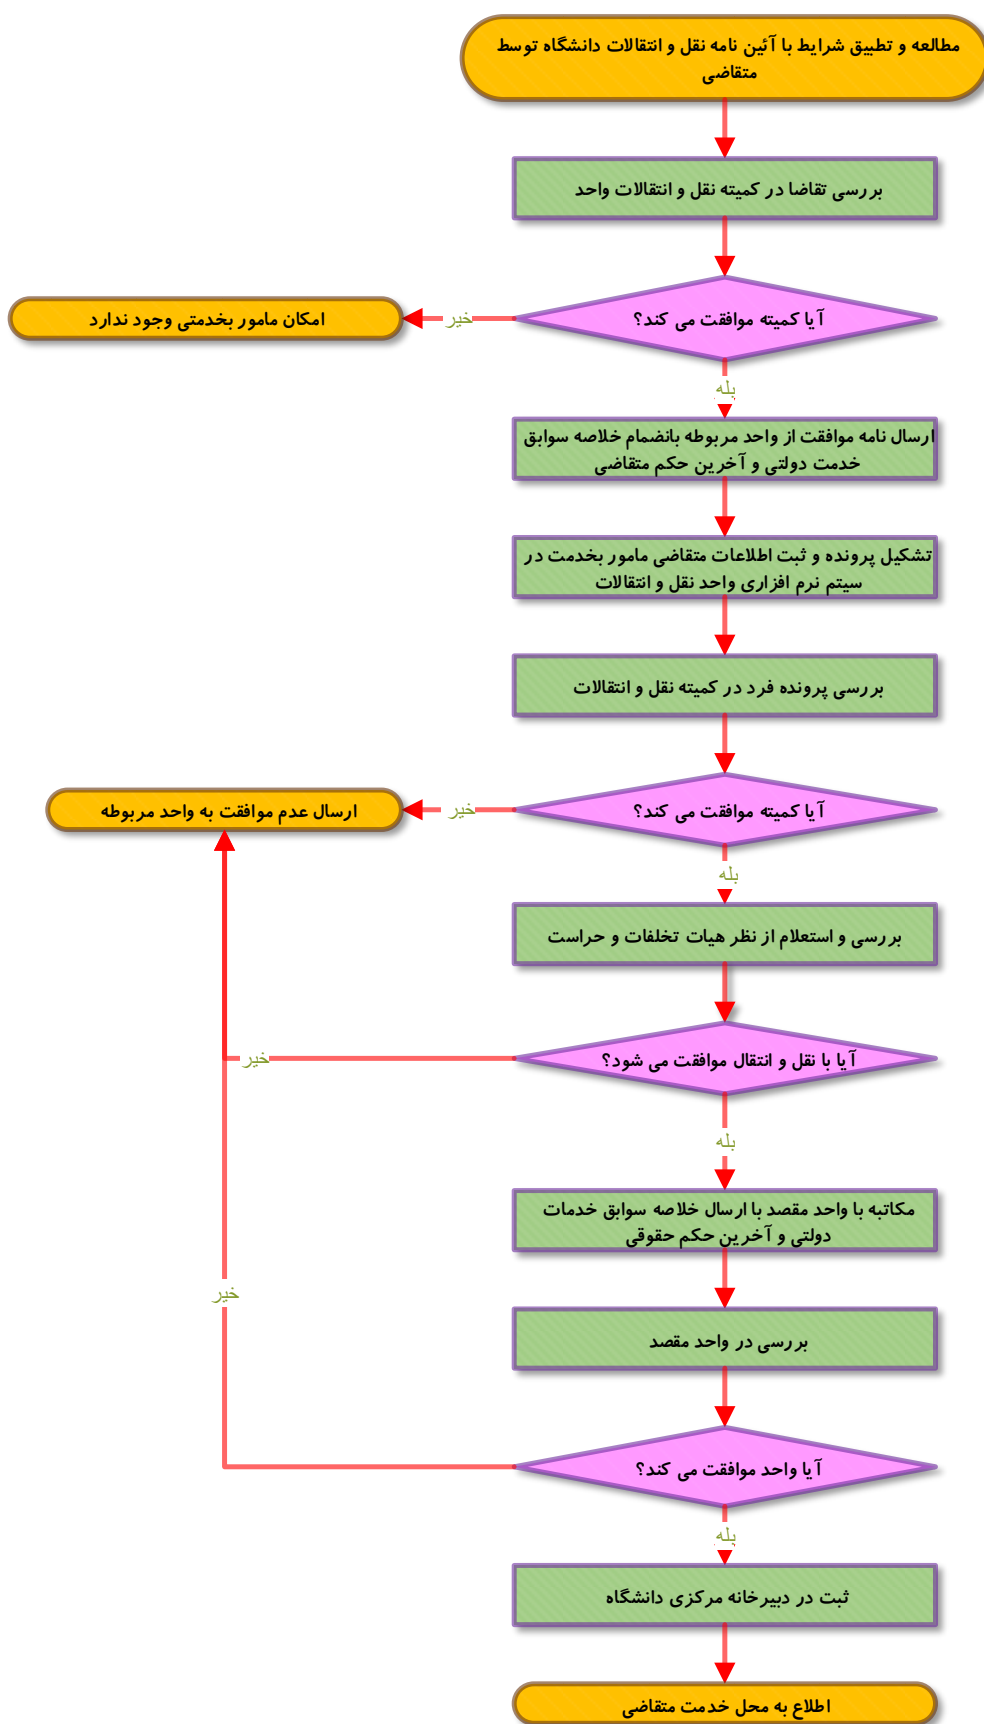 مطالعه و تطبیق شرایط با آئین نامه نقل و انتقالات دانشگاه توسط
متقاضی
بررسی تقاضا در کمیته نقل و انتقالات واحد
آیا کمیته موافقت می کند؟
خیر
امکان مامور بخدمتی وجود ندارد
بله
ارسال نامه موافقت از واحد مربوطه بانضمام خلاصه سوابق
خدمت دولتی و آخرین حکم متقاضی
تشکیل پرونده و ثبت اطلاعات متقاضی مامور بخدمت در
سیتم نرم افزاری واحد نقل و انتقالات
بررسی پرونده فرد در کمیته نقل و انتقالات
آیا کمیته موافقت می کند؟
خیر
ارسال عدم موافقت به واحد مربوطه
بله
بررسی و استعلام از نظر هیات تخلفات و حراست
آیا با نقل و انتقال موافقت می شود؟
خیر
بله
مکاتبه با واحد مقصد با ارسال خلاصه سوابق خدمات
دولتی و آخرین حکم حقوقی
خیر
بررسی در واحد مقصد
آیا واحد موافقت می کند؟
بله
ثبت در دبیرخانه مرکزی دانشگاه
اطلاع به محل خدمت متقاضی